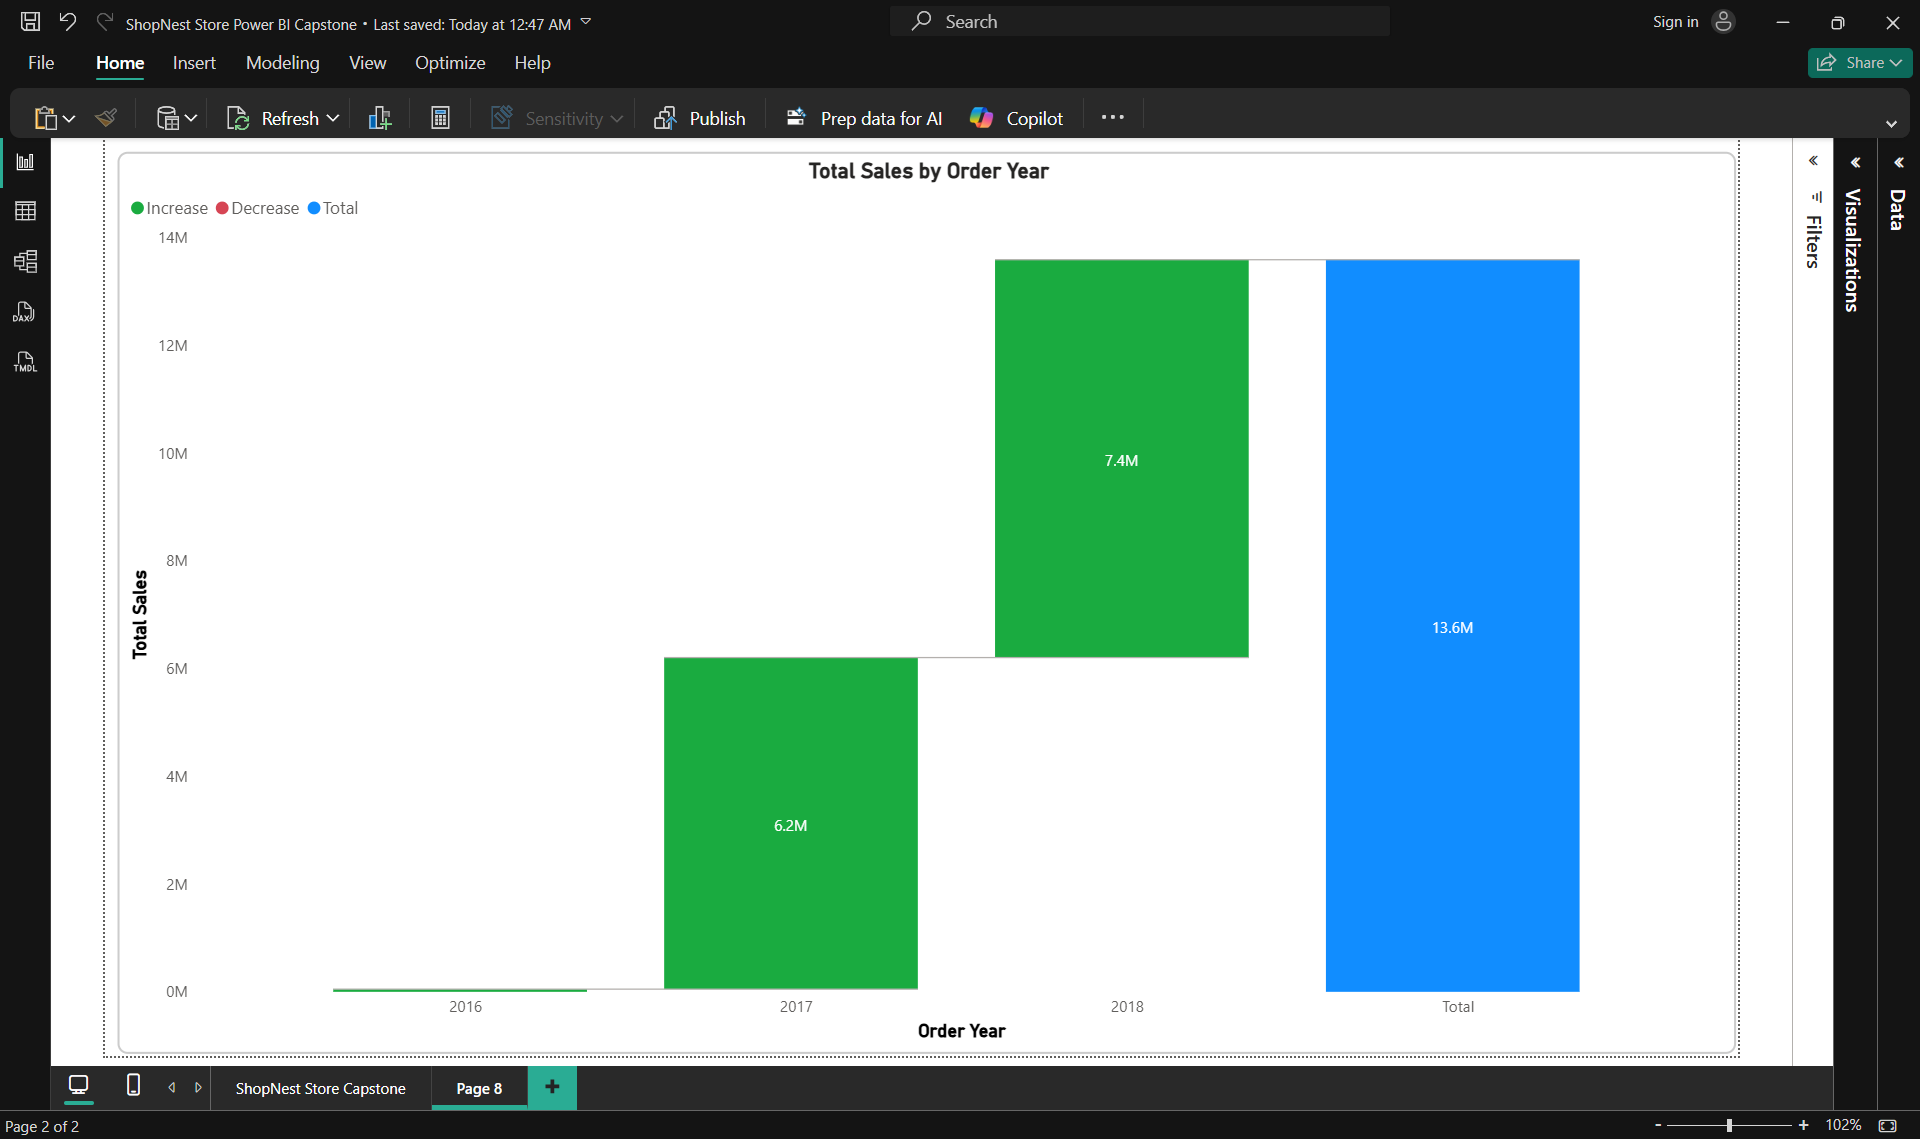 ShopNest Store Power BI Capstone • Last saved: Today at 12:47 AM
Search
Sign in
File Home Insert Modeling View Optimize Help
Share
Refresh
Sensitivity
Publish
Prep data for AI
Copilot
DAX
TMDL
Total Sales by Order Year
Increase Decrease Total
14M
12M
10M
8M
6M
4M
2M
0M
Total Sales
7.4M
13.6M
6.2M
2016 2017 2018 Total
Order Year
Filters
Visualizations
Data
ShopNest Store Capstone
Page 8
+
Page 2 of 2
- + 102%